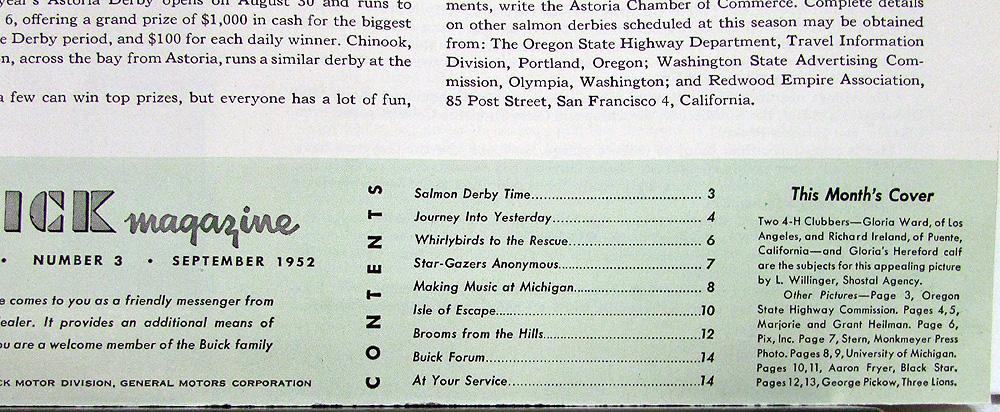 year's Astoria Derby opens on August 30 and runs to
6, offering a grand prize of $1,000 in cash for the biggest
e Derby period, and $100 for each daily winner. Chinook,
n, across the bay from Astoria, runs a similar derby at the
a few can win top prizes, but everyone has a lot of fun,
ments, write the Astoria Chamber of Commerce. Complete details
on other salmon derbies scheduled at this season may be obtained
from: The Oregon State Highway Department, Travel Information
Division, Portland, Oregon; Washington State Advertising Com-
mission, Olympia, Washington; and Redwood Empire Association,
85 Post Street, San Francisco 4, California.
ICK magazine
• NUMBER 3 • SEPTEMBER 1952
e comes to you as a friendly messenger from
ealer. It provides an additional means of
ou are a welcome member of the Buick family
CK MOTOR DIVISION, GENERAL MOTORS CORPORATION
CONTENTS
Salmon Derby Time 3
Journey Into Yesterday 4
Whirlybirds to the Rescue 6
Star-Gazers Anonymous 7
Making Music at Michigan 8
Isle of Escape 10
Brooms from the Hills 12
Buick Forum 14
At Your Service 14
This Month's Cover
Two 4-H Clubbers—Gloria Ward, of Los
Angeles, and Richard Ireland, of Puente,
California—and Gloria's Hereford calf
are the subjects for this appealing picture
by L. Willinger, Shostal Agency.
Other Pictures—Page 3, Oregon
State Highway Commission. Pages 4,5,
Marjorie and Grant Heilman. Page 6,
Pix, Inc. Page 7, Stern, Monkmeyer Press
Photo. Pages 8, 9, University of Michigan.
Pages 10,11, Aaron Fryer, Black Star.
Pages 12,13, George Pickow, Three Lions.